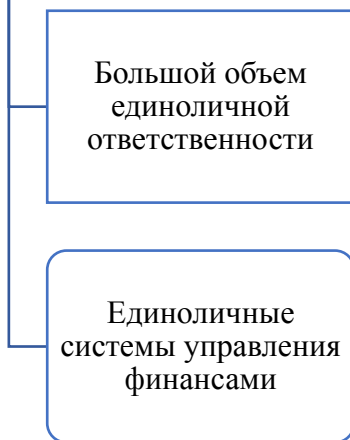 Большой объем
единоличной
ответственности
Единоличные
системы управления
финансами